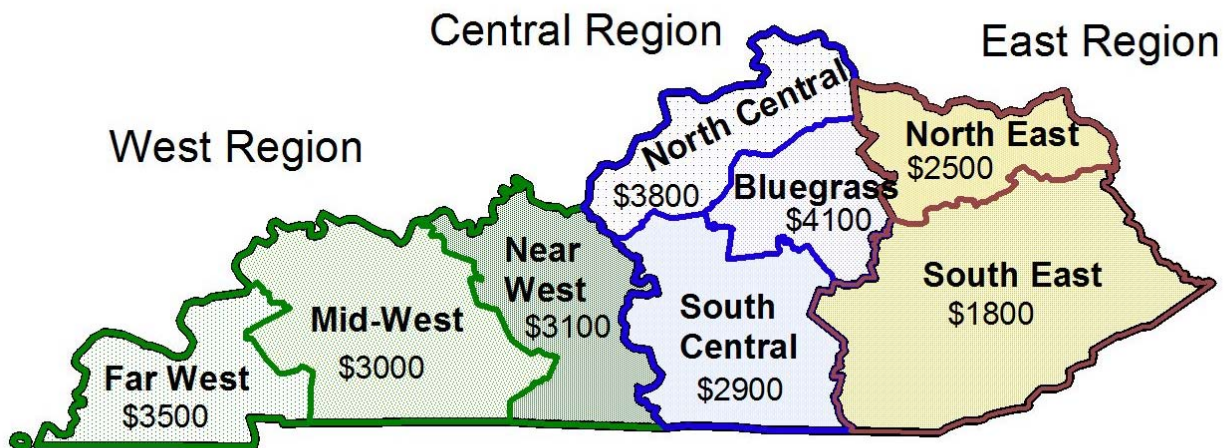 Central Region
East Region
West Region
North Central
$3800
Bluegrass
$4100
North East
$2500
Near
West
$3100
South East
$1800
Mid-West
$3000
South
Central
$2900
Far West
$3500